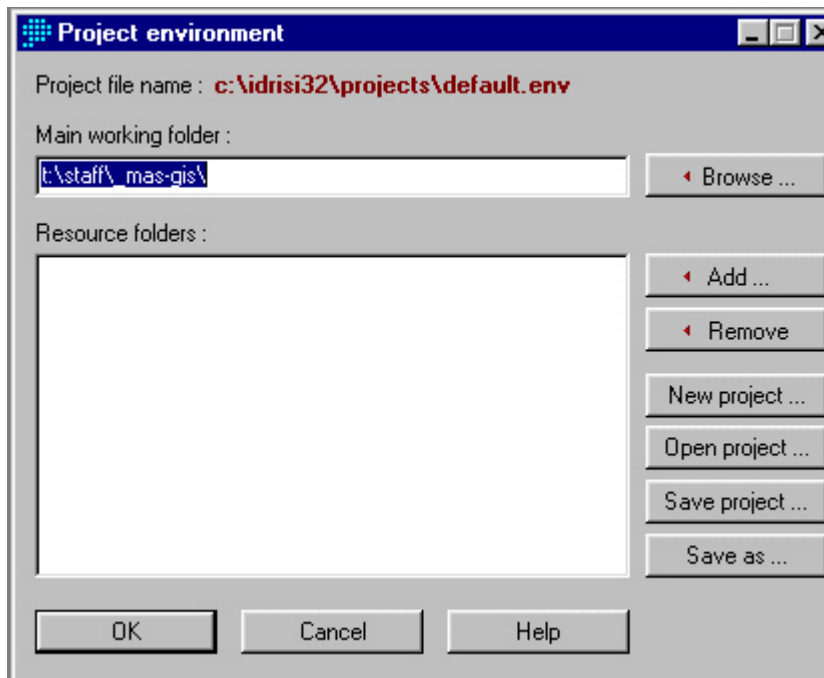 Project environment
Project file name : c:\idrisi32\projects\default.env
Main working folder :
t:\staff\_mas-gis\
Browse ...
Resource folders :
Add ...
Remove
New project ...
Open project ...
Save project ...
Save as ...
OK Cancel Help